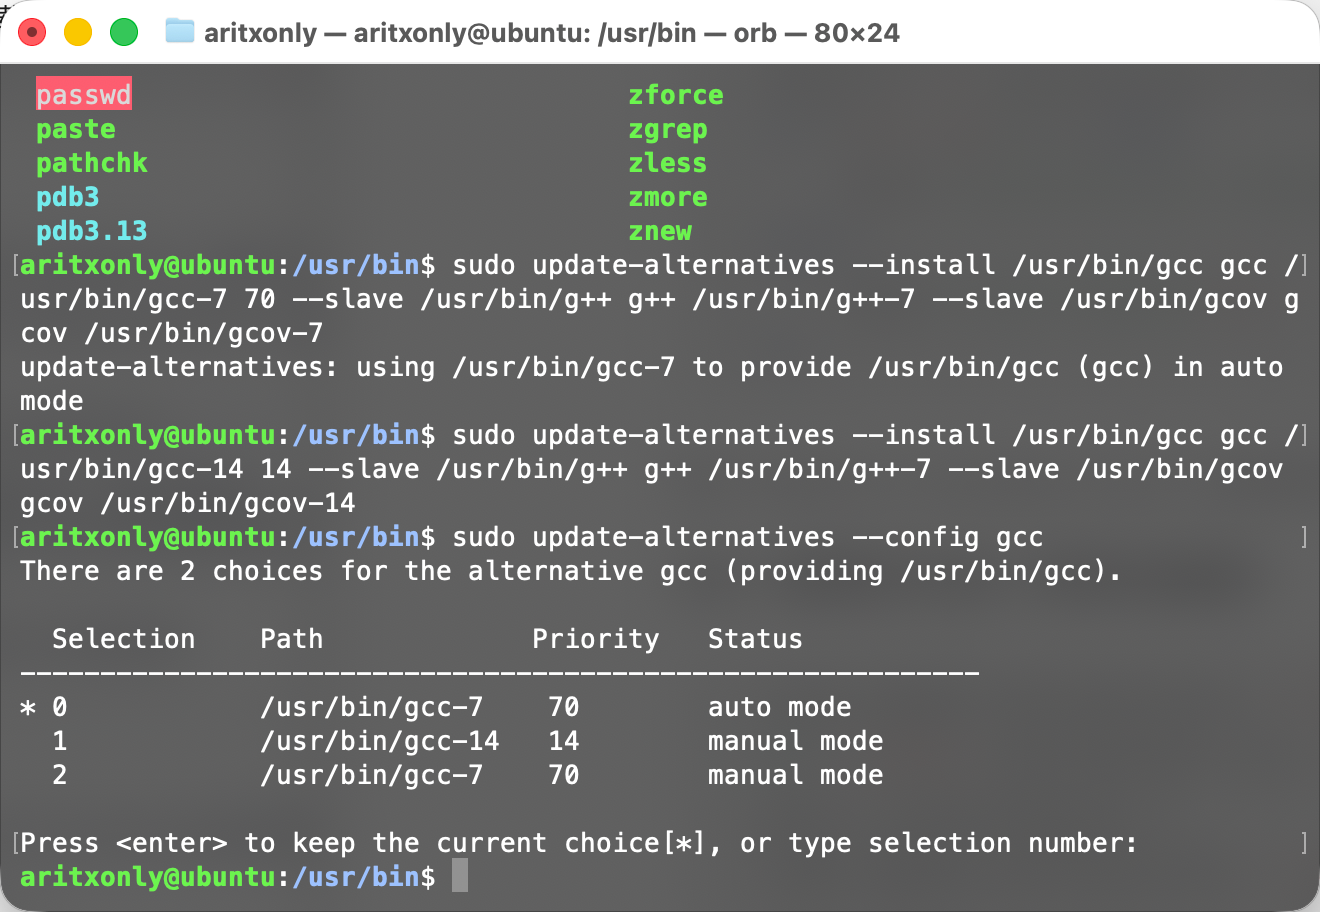 aritxonly — aritxonly@ubuntu: /usr/bin — orb — 80×24
passwd zforce
paste zgrep
pathchk zless
pdb3 zmore
pdb3.13 znew
[aritxonly@ubuntu:/usr/bin$ sudo update-alternatives --install /usr/bin/gcc gcc /]
usr/bin/gcc-7 70 --slave /usr/bin/g++ g++ /usr/bin/g++-7 --slave /usr/bin/gcov g
cov /usr/bin/gcov-7
update-alternatives: using /usr/bin/gcc-7 to provide /usr/bin/gcc (gcc) in auto
mode
[aritxonly@ubuntu:/usr/bin$ sudo update-alternatives --install /usr/bin/gcc gcc /]
usr/bin/gcc-14 14 --slave /usr/bin/g++ g++ /usr/bin/g++-7 --slave /usr/bin/gcov
gcov /usr/bin/gcov-14
[aritxonly@ubuntu:/usr/bin$ sudo update-alternatives --config gcc ]
There are 2 choices for the alternative gcc (providing /usr/bin/gcc).
Selection Path Priority Status
------------------------------------------------------------
* 0 /usr/bin/gcc-7 70 auto mode
1 /usr/bin/gcc-14 14 manual mode
2 /usr/bin/gcc-7 70 manual mode
[Press <enter> to keep the current choice[*], or type selection number: ]
aritxonly@ubuntu:/usr/bin$